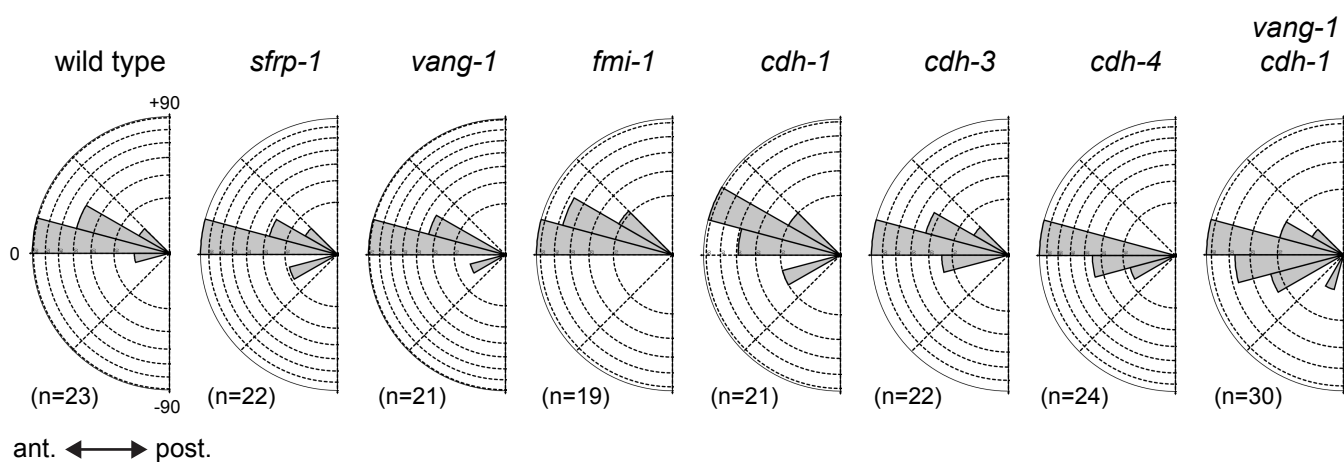 wild type
sfrp-1
vang-1
fmi-1
cdh-1
cdh-3
cdh-4
vang-1
cdh-1
+90
0
-90
(n=23)
(n=22)
(n=21)
(n=19)
(n=21)
(n=22)
(n=24)
(n=30)
ant.
post.